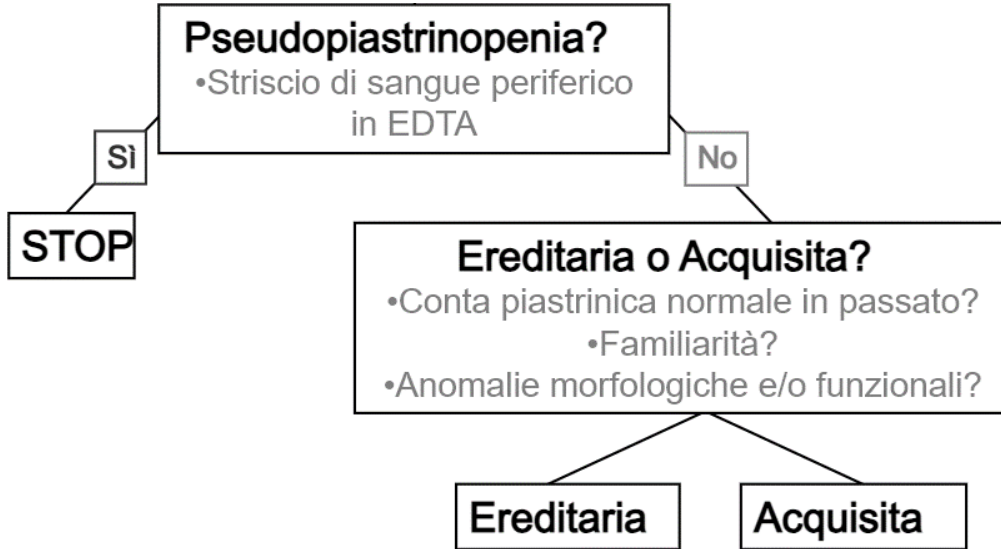 Pseudopiastrinopenia?
•Striscio di sangue periferico
in EDTA
Sì
No
STOP
Ereditaria o Acquisita?
•Conta piastrinica normale in passato?
•Familiarità?
•Anomalie morfologiche e/o funzionali?
Ereditaria
Acquisita